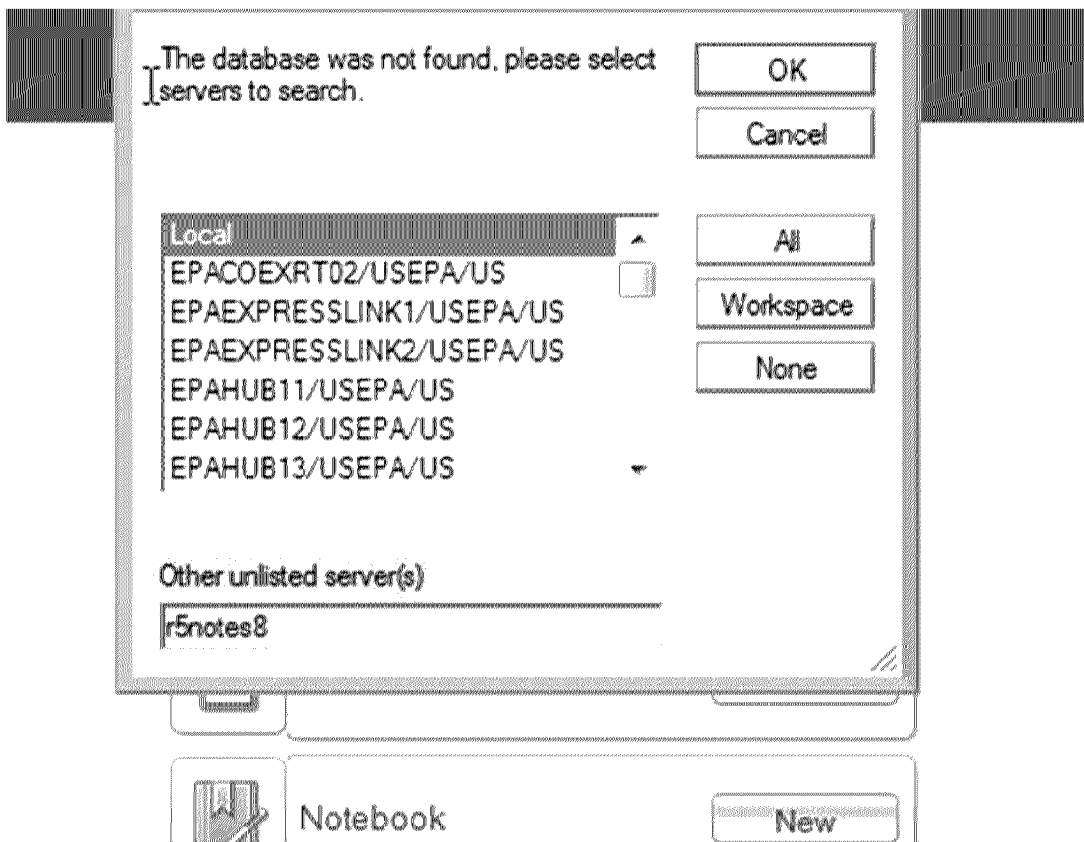 The database was not found, please select
servers to search.
OK
Cancel
Local
EPACOEXRT02/USEPA/US
EPAEXPRESSLINK1/USEPA/US
EPAEXPRESSLINK2/USEPA/US
EPAHUB11/USEPA/US
EPAHUB12/USEPA/US
EPAHUB13/USEPA/US
All
Workspace
None
Other unlisted server(s)
r5notes8
Notebook
New